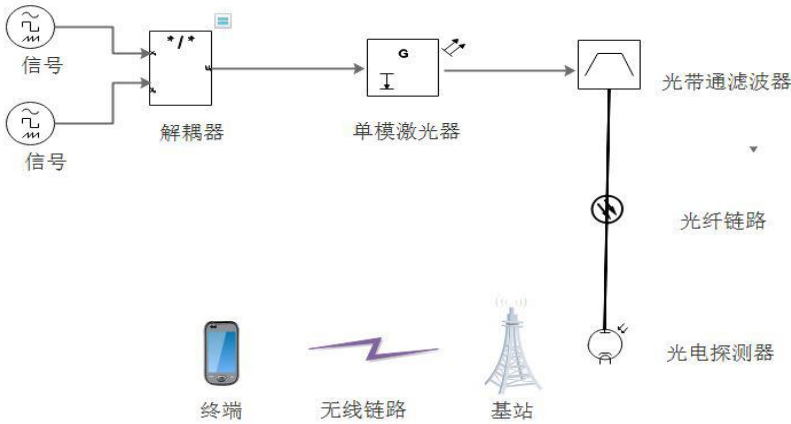 信号
* / *
信号
解耦器
G
单模激光器
光带通滤波器
光纤链路
光电探测器
终端
无线链路
基站